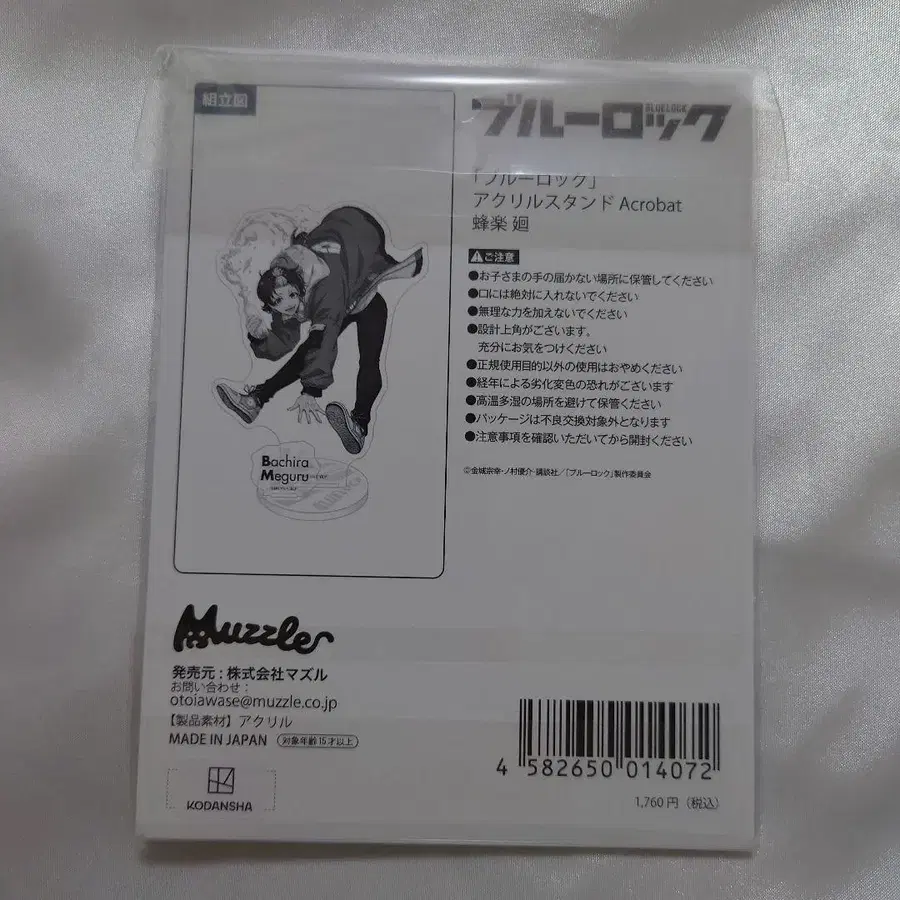 組立図
Bachira
Meguru
ブルーロック
BLUELOCK
「ブルーロック」
アクリルスタンド Acrobat
蜂楽 廻
ご注意
●お子さまの手の届かない場所に保管してください
●口には絶対に入れないでください
●無理な力を加えないでください
●設計上角がございます。
充分にお気をつけください
●正規使用目的以外の使用はおやめください
●経年による劣化変色の恐れがございます
●高温多湿の場所を避けて保管ください
●パッケージは不良交換対象外となります
●注意事項を確認いただいてから開封ください
©金城宗幸・ノ村優介・講談社/「ブルーロック」製作委員会
Muzzle
発売元:株式会社マズル
お問い合わせ:
otoiawase@muzzle.co.jp
【製品素材】アクリル
MADE IN JAPAN 対象年齢15才以上
KODANSHA
4 582650 014072
1,760円(税込)